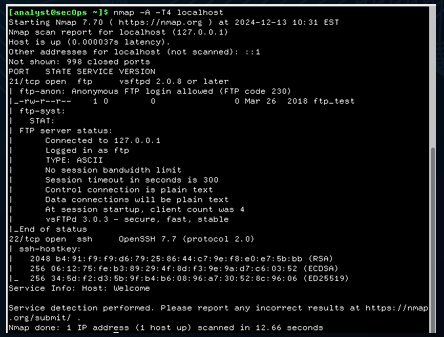 [analyst@secOps ~]$ nmap -A -T4 localhost
Starting Nmap 7.70 ( https://nmap.org ) at 2024-12-13 10:31 EST
Nmap scan report for localhost (127.0.0.1)
Host is up (0.000037s latency).
Other addresses for localhost (not scanned): ::1
Not shown: 998 closed ports
PORT   STATE SERVICE VERSION
21/tcp open  ftp     vsftpd 2.0.8 or later
| ftp-anon: Anonymous FTP login allowed (FTP code 230)
|_-rw-r--r--    1 0        0               0 Mar 26  2018 ftp_test
| ftp-syst:
|   STAT:
| FTP server status:
|      Connected to 127.0.0.1
|      Logged in as ftp
|      TYPE: ASCII
|      No session bandwidth limit
|      Session timeout in seconds is 300
|      Control connection is plain text
|      Data connections will be plain text
|      At session startup, client count was 4
|      vsFTPd 3.0.3 - secure, fast, stable
|_End of status
22/tcp open  ssh     OpenSSH 7.7 (protocol 2.0)
| ssh-hostkey:
|   2048 b4:91:f9:f9:d6:79:25:86:44:c7:9e:f8:e0:e7:5b:bb (RSA)
|   256 06:12:75:fe:b3:89:29:4f:8d:f3:9e:9a:d7:c6:03:52 (ECDSA)
|_  256 34:5d:f2:d3:5b:9f:b4:b6:08:96:a7:30:52:8c:96:06 (ED25519)
Service Info: Host: Welcome

Service detection performed. Please report any incorrect results at https://nmap
.org/submit/ .
Nmap done: 1 IP address (1 host up) scanned in 12.66 seconds